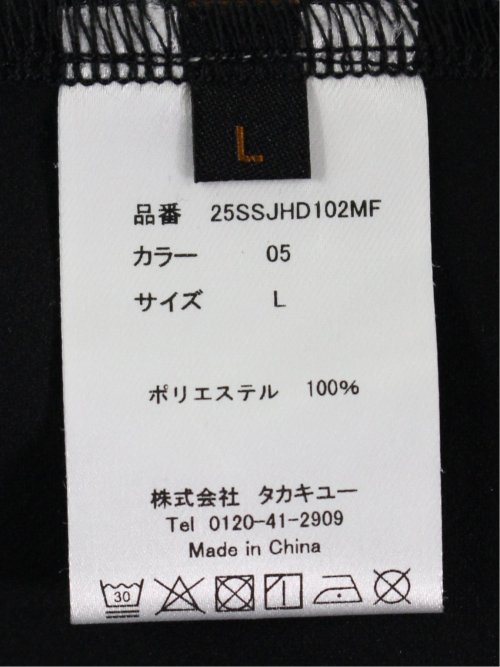 L
品番 25SSJHD102MF
カラー 05
サイズ L
ポリエステル 100%
株式会社 タカキユー
Tel 0120-41-2909
Made in China
30